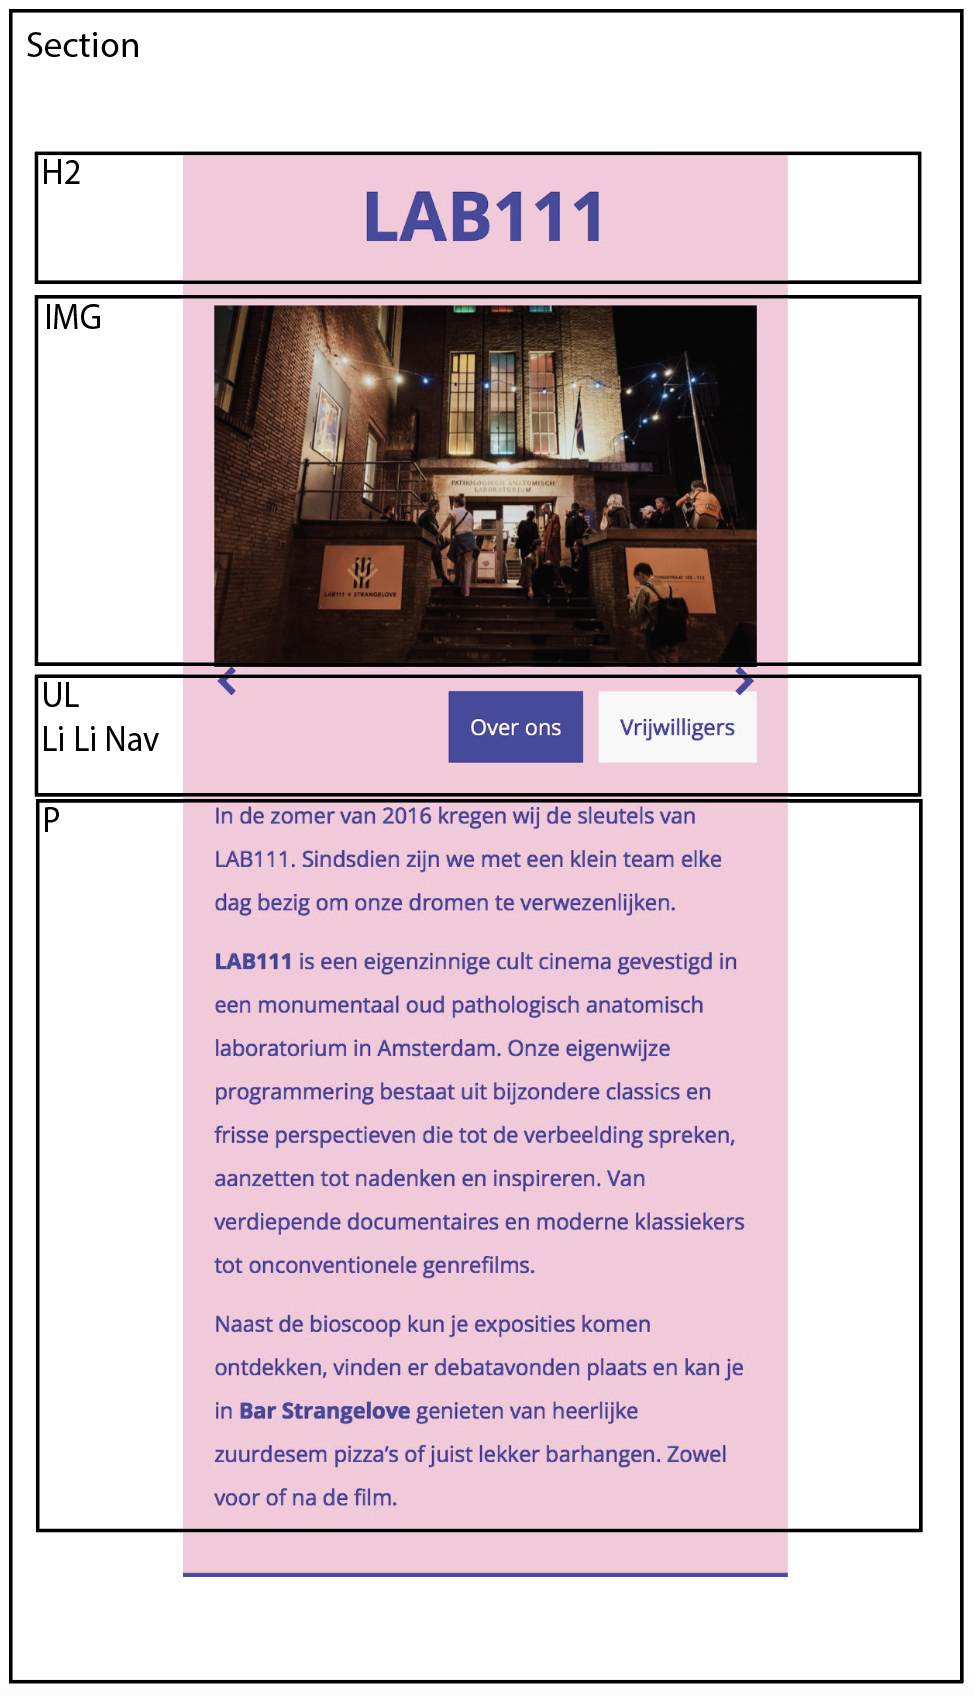 Section
H2
LAB111
IMG
PATHOLOGISCH ANATOMISCH
LABORATORIUM
LAB111 X STRANGELOVE
UL
Li Li Nav
Over ons
Vrijwilligers
P
In de zomer van 2016 kregen wij de sleutels van
LAB111. Sindsdien zijn we met een klein team elke
dag bezig om onze dromen te verwezenlijken.
LAB111 is een eigenzinnige cult cinema gevestigd in
een monumentaal oud pathologisch anatomisch
laboratorium in Amsterdam. Onze eigenwijze
programmering bestaat uit bijzondere classics en
frisse perspectieven die tot de verbeelding spreken,
aanzetten tot nadenken en inspireren. Van
verdiepende documentaires en moderne klassiekers
tot onconventionele genrefilms.
Naast de bioscoop kun je exposities komen
ontdekken, vinden er debatavonden plaats en kan je
in Bar Strangelove genieten van heerlijke
zuurdesem pizza's of juist lekker barhangen. Zowel
voor of na de film.